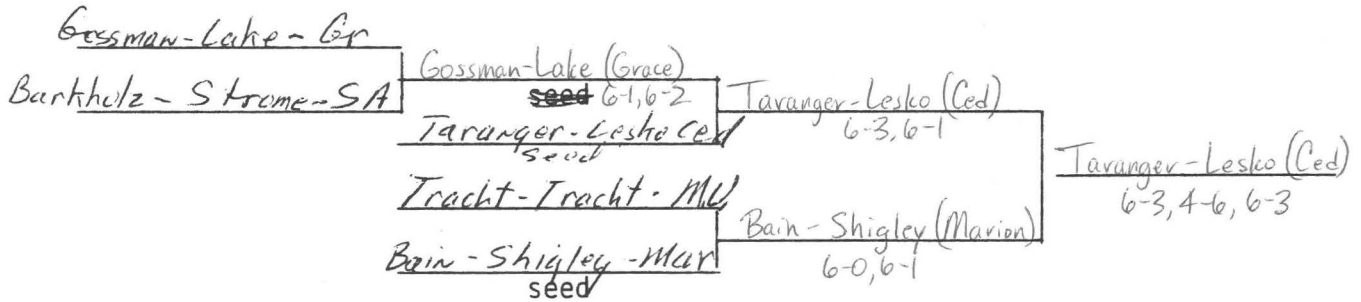 Gossman-Lake-Gr
Barkholz-Strome-SA
Gossman-Lake (Grace)
seed 6-1, 6-2
Taranger-Lesko Ced
seed
Tracht-Tracht-M.V.
Bain-Shigley-Mar
seed
Taranger-Lesko (Ced)
6-3, 6-1
Bain-Shigley (Marion)
6-0, 6-1
Taranger-Lesko (Ced)
6-3, 4-6, 6-3